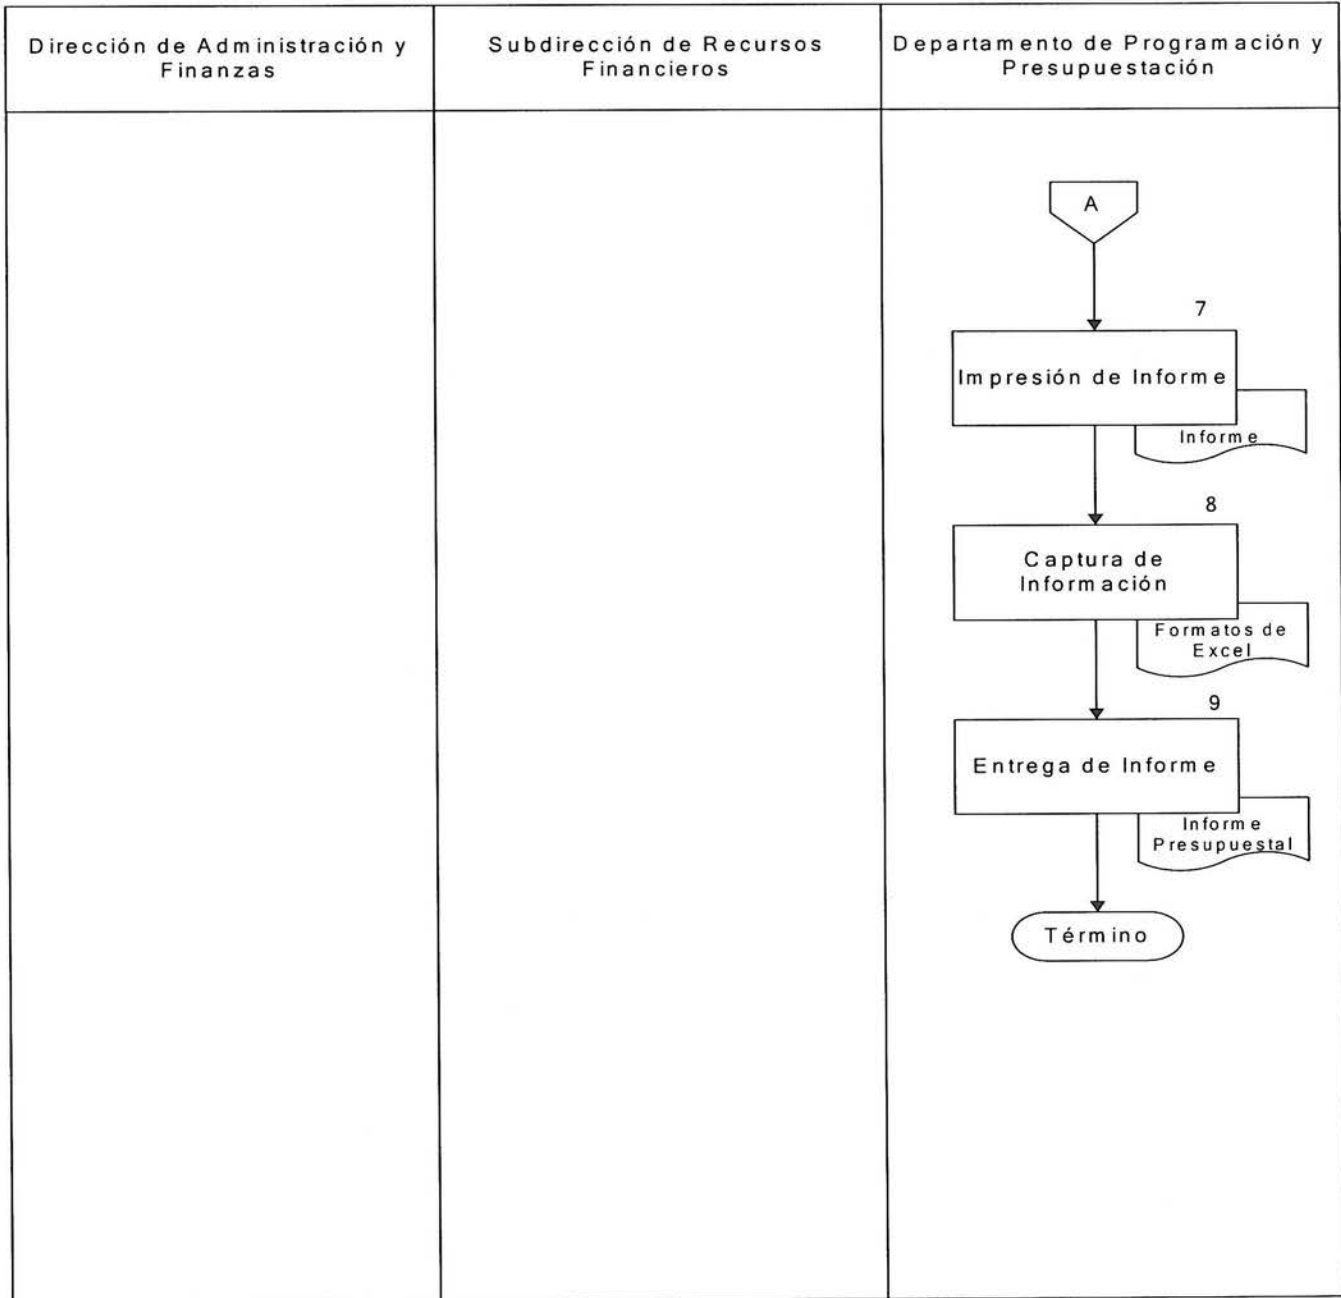 Dirección de Administración y
Finanzas
Subdirección de Recursos
Financieros
Departamento de Programación y
Presupuestación
A
7
Impresión de Informe
Informe
8
Captura de
Información
Formatos de
Excel
9
Entrega de Informe
Informe
Presupuestal
Término